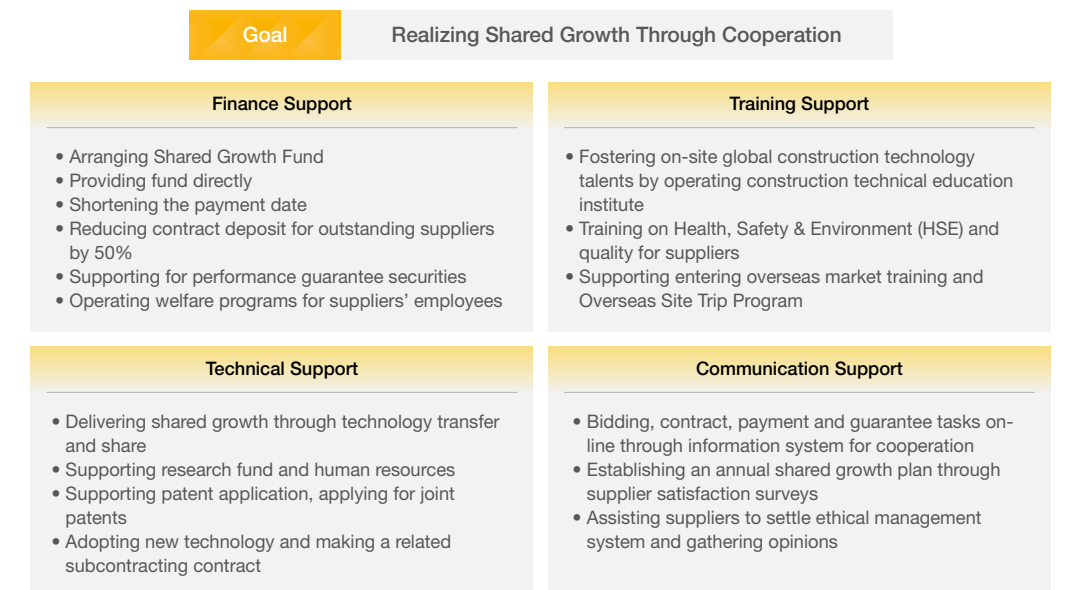 Goal
Realizing Shared Growth Through Cooperation
Finance Support
• Arranging Shared Growth Fund
• Providing fund directly
• Shortening the payment date
• Reducing contract deposit for outstanding suppliers
by 50%
• Supporting for performance guarantee securities
• Operating welfare programs for suppliers’ employees
Training Support
• Fostering on-site global construction technology
talents by operating construction technical education
institute
• Training on Health, Safety & Environment (HSE) and
quality for suppliers
• Supporting entering overseas market training and
Overseas Site Trip Program
Technical Support
• Delivering shared growth through technology transfer
and share
• Supporting research fund and human resources
• Supporting patent application, applying for joint
patents
• Adopting new technology and making a related
subcontracting contract
Communication Support
• Bidding, contract, payment and guarantee tasks on-
line through information system for cooperation
• Establishing an annual shared growth plan through
supplier satisfaction surveys
• Assisting suppliers to settle ethical management
system and gathering opinions